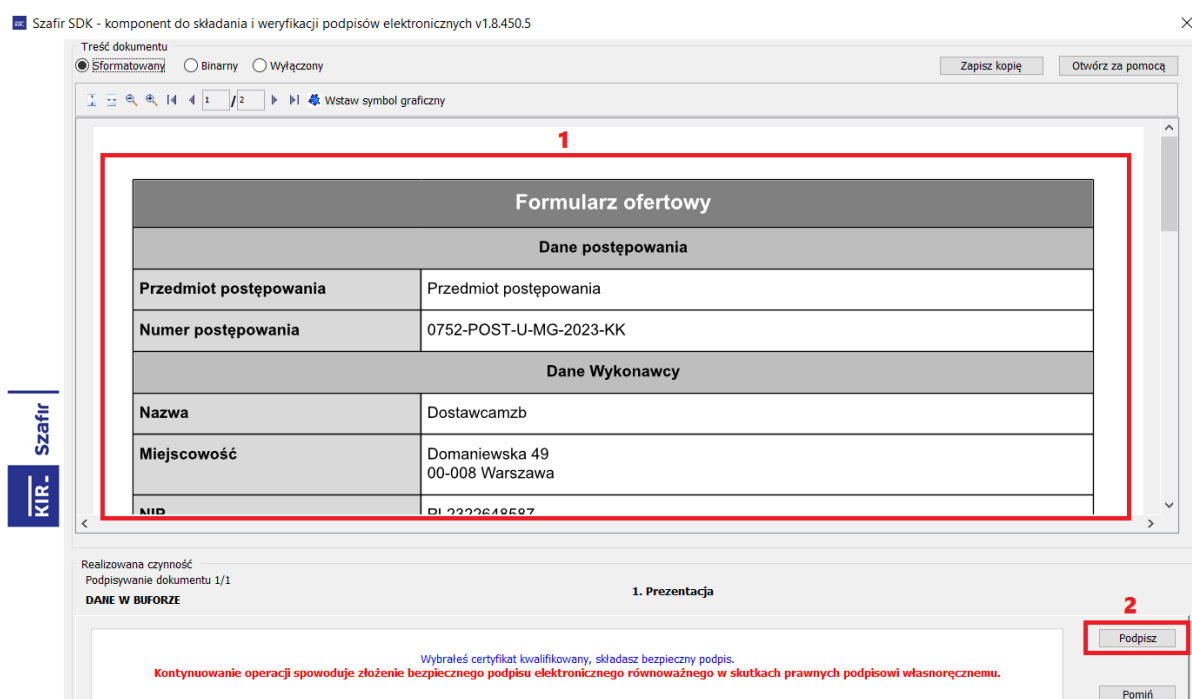 Szafir SDK - komponent do składania i weryfikacji podpisów elektronicznych v1.8.450.5
Treść dokumentu
Sformatowany Binarny Wyłączony Zapisz kopię Otwórz za pomocą
1 / 2 Wstaw symbol graficzny
1
Formularz ofertowy
Dane postępowania
Przedmiot postępowania Przedmiot postępowania
Numer postępowania 0752-POST-U-MG-2023-KK
Dane Wykonawcy
Nazwa Dostawcamzb
Miejscowość Domaniewska 49
00-008 Warszawa
NIP PL2322648587
KIR Szafir
Realizowana czynność
Podpisywanie dokumentu 1/1
DANE W BUFORZE
1. Prezentacja
2
Podpisz
Wybrałeś certyfikat kwalifikowany, składasz bezpieczny podpis.
Kontynuowanie operacji spowoduje złożenie bezpiecznego podpisu elektronicznego równoważnego w skutkach prawnych podpisowi własnoręcznemu.
Pomiń